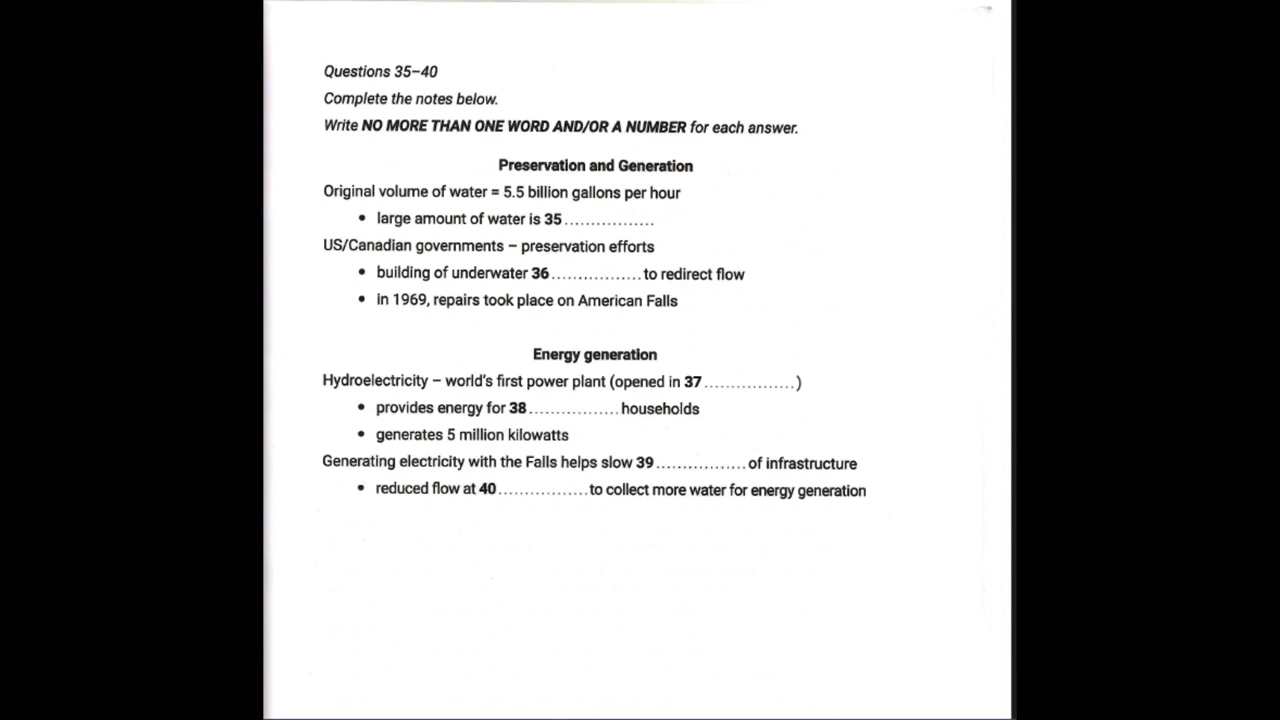 Questions 35–40
Complete the notes below.
Write NO MORE THAN ONE WORD AND/OR A NUMBER for each answer.
Preservation and Generation
Original volume of water = 5.5 billion gallons per hour
• large amount of water is 35 .................
US/Canadian governments – preservation efforts
• building of underwater 36 ................. to redirect flow
• in 1969, repairs took place on American Falls
Energy generation
Hydroelectricity – world's first power plant (opened in 37 ................. )
• provides energy for 38 ................. households
• generates 5 million kilowatts
Generating electricity with the Falls helps slow 39 ................. of infrastructure
• reduced flow at 40 ................. to collect more water for energy generation